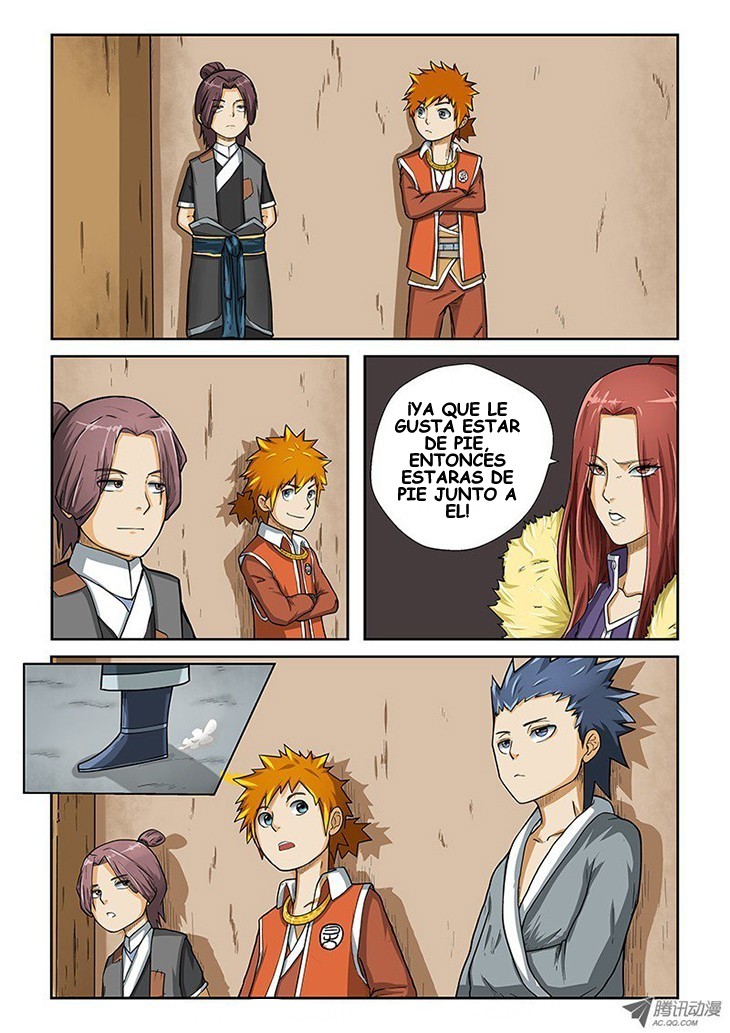 ¡YA QUE LE
GUSTA ESTAR
DE PIE,
ENTONCES
ESTARAS DE
PIE JUNTO A
EL!
腾讯动漫
AC.QQ.COM